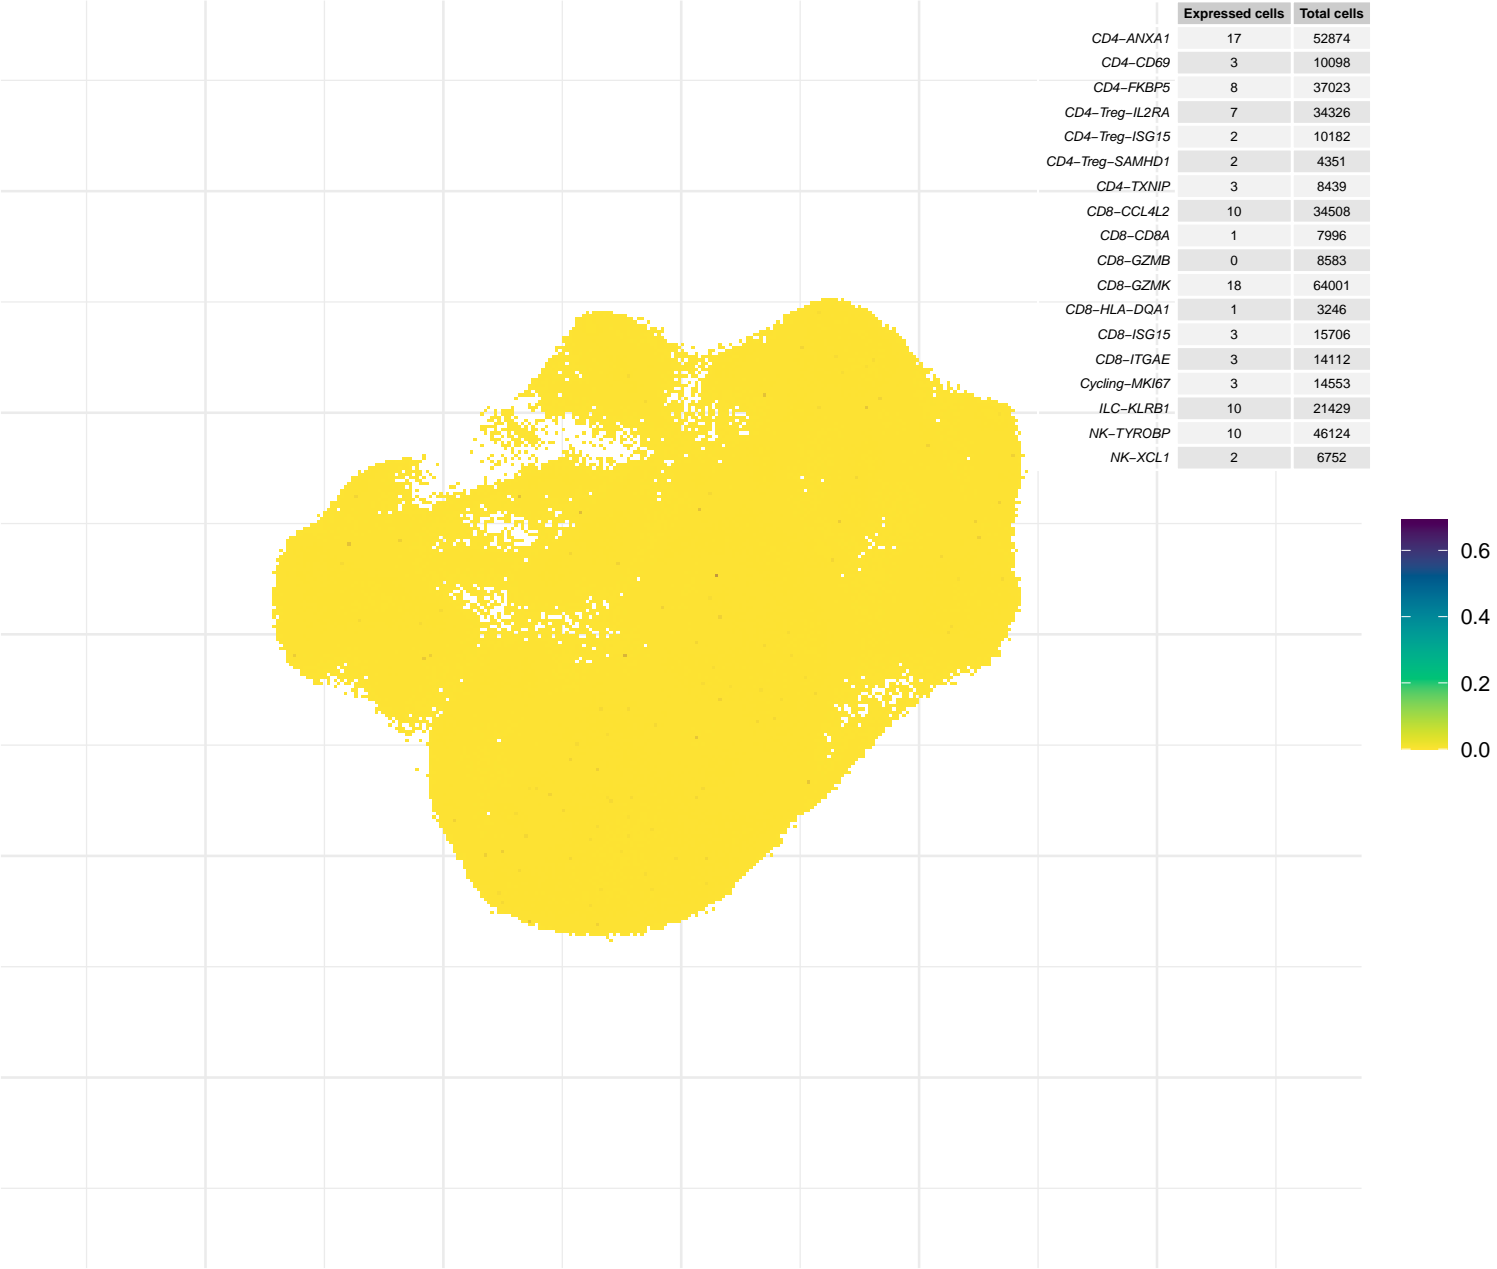 Expressed cells Total cells
CD4−ANXA1 17 52874
CD4−CD69 3 10098
CD4−FKBP5 8 37023
CD4−Treg−IL2RA 7 34326
CD4−Treg−ISG15 2 10182
CD4−Treg−SAMHD1 2 4351
CD4−TXNIP 3 8439
CD8−CCL4L2 10 34508
CD8−CD8A 1 7996
CD8−GZMB 0 8583
CD8−GZMK 18 64001
CD8−HLA−DQA1 1 3246
CD8−ISG15 3 15706
CD8−ITGAE 3 14112
Cycling−MKI67 3 14553
ILC−KLRB1 10 21429
NK−TYROBP 10 46124
NK−XCL1 2 6752
0.6
0.4
0.2
0.0